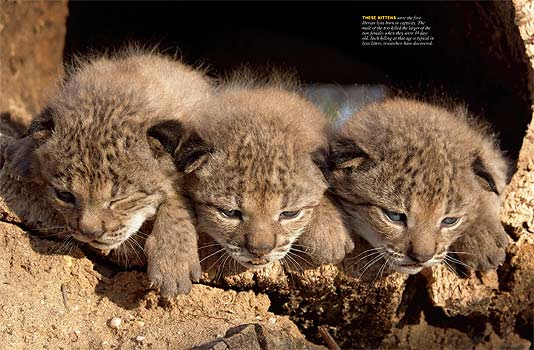 THESE KITTENS were the first
Iberian lynx born in captivity. The
male of the trio killed the larger of the
two females when they were 44 days
old. Such killing at that age is typical in
lynx litters, researchers have discovered.